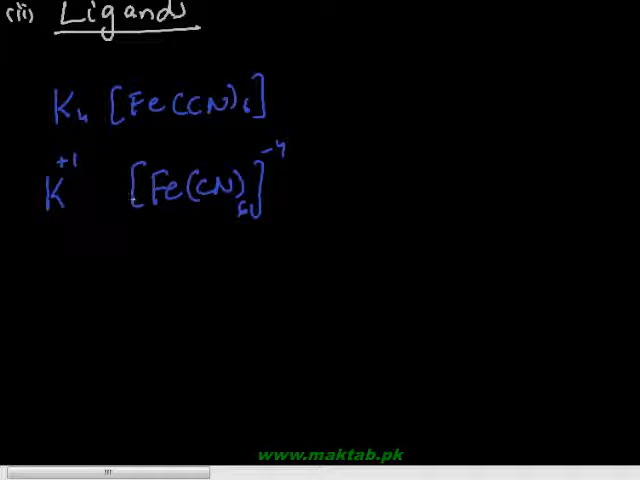 (ii) Ligands
K₄ [Fe(CN)₆]
K⁺¹ [Fe(CN)₆]⁻⁴
www.maktab.pk